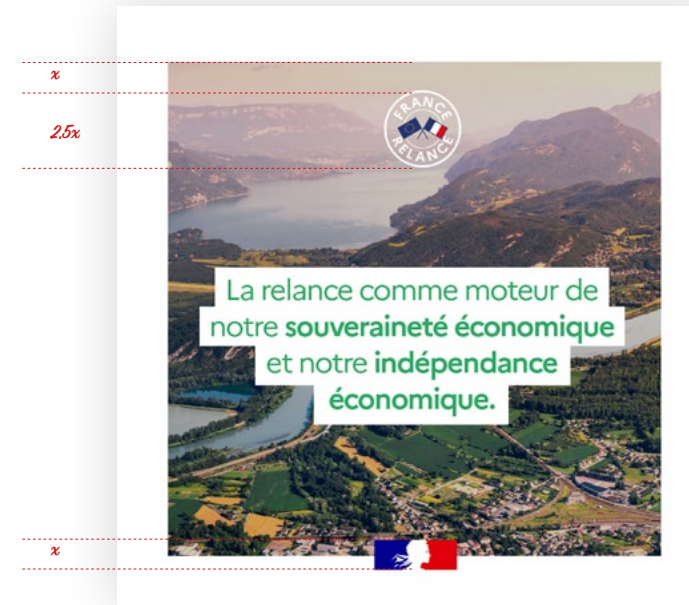 x
2,5x
FRANCE
RELANCE
La relance comme moteur de
notre souveraineté économique
et notre indépendance
économique.
x